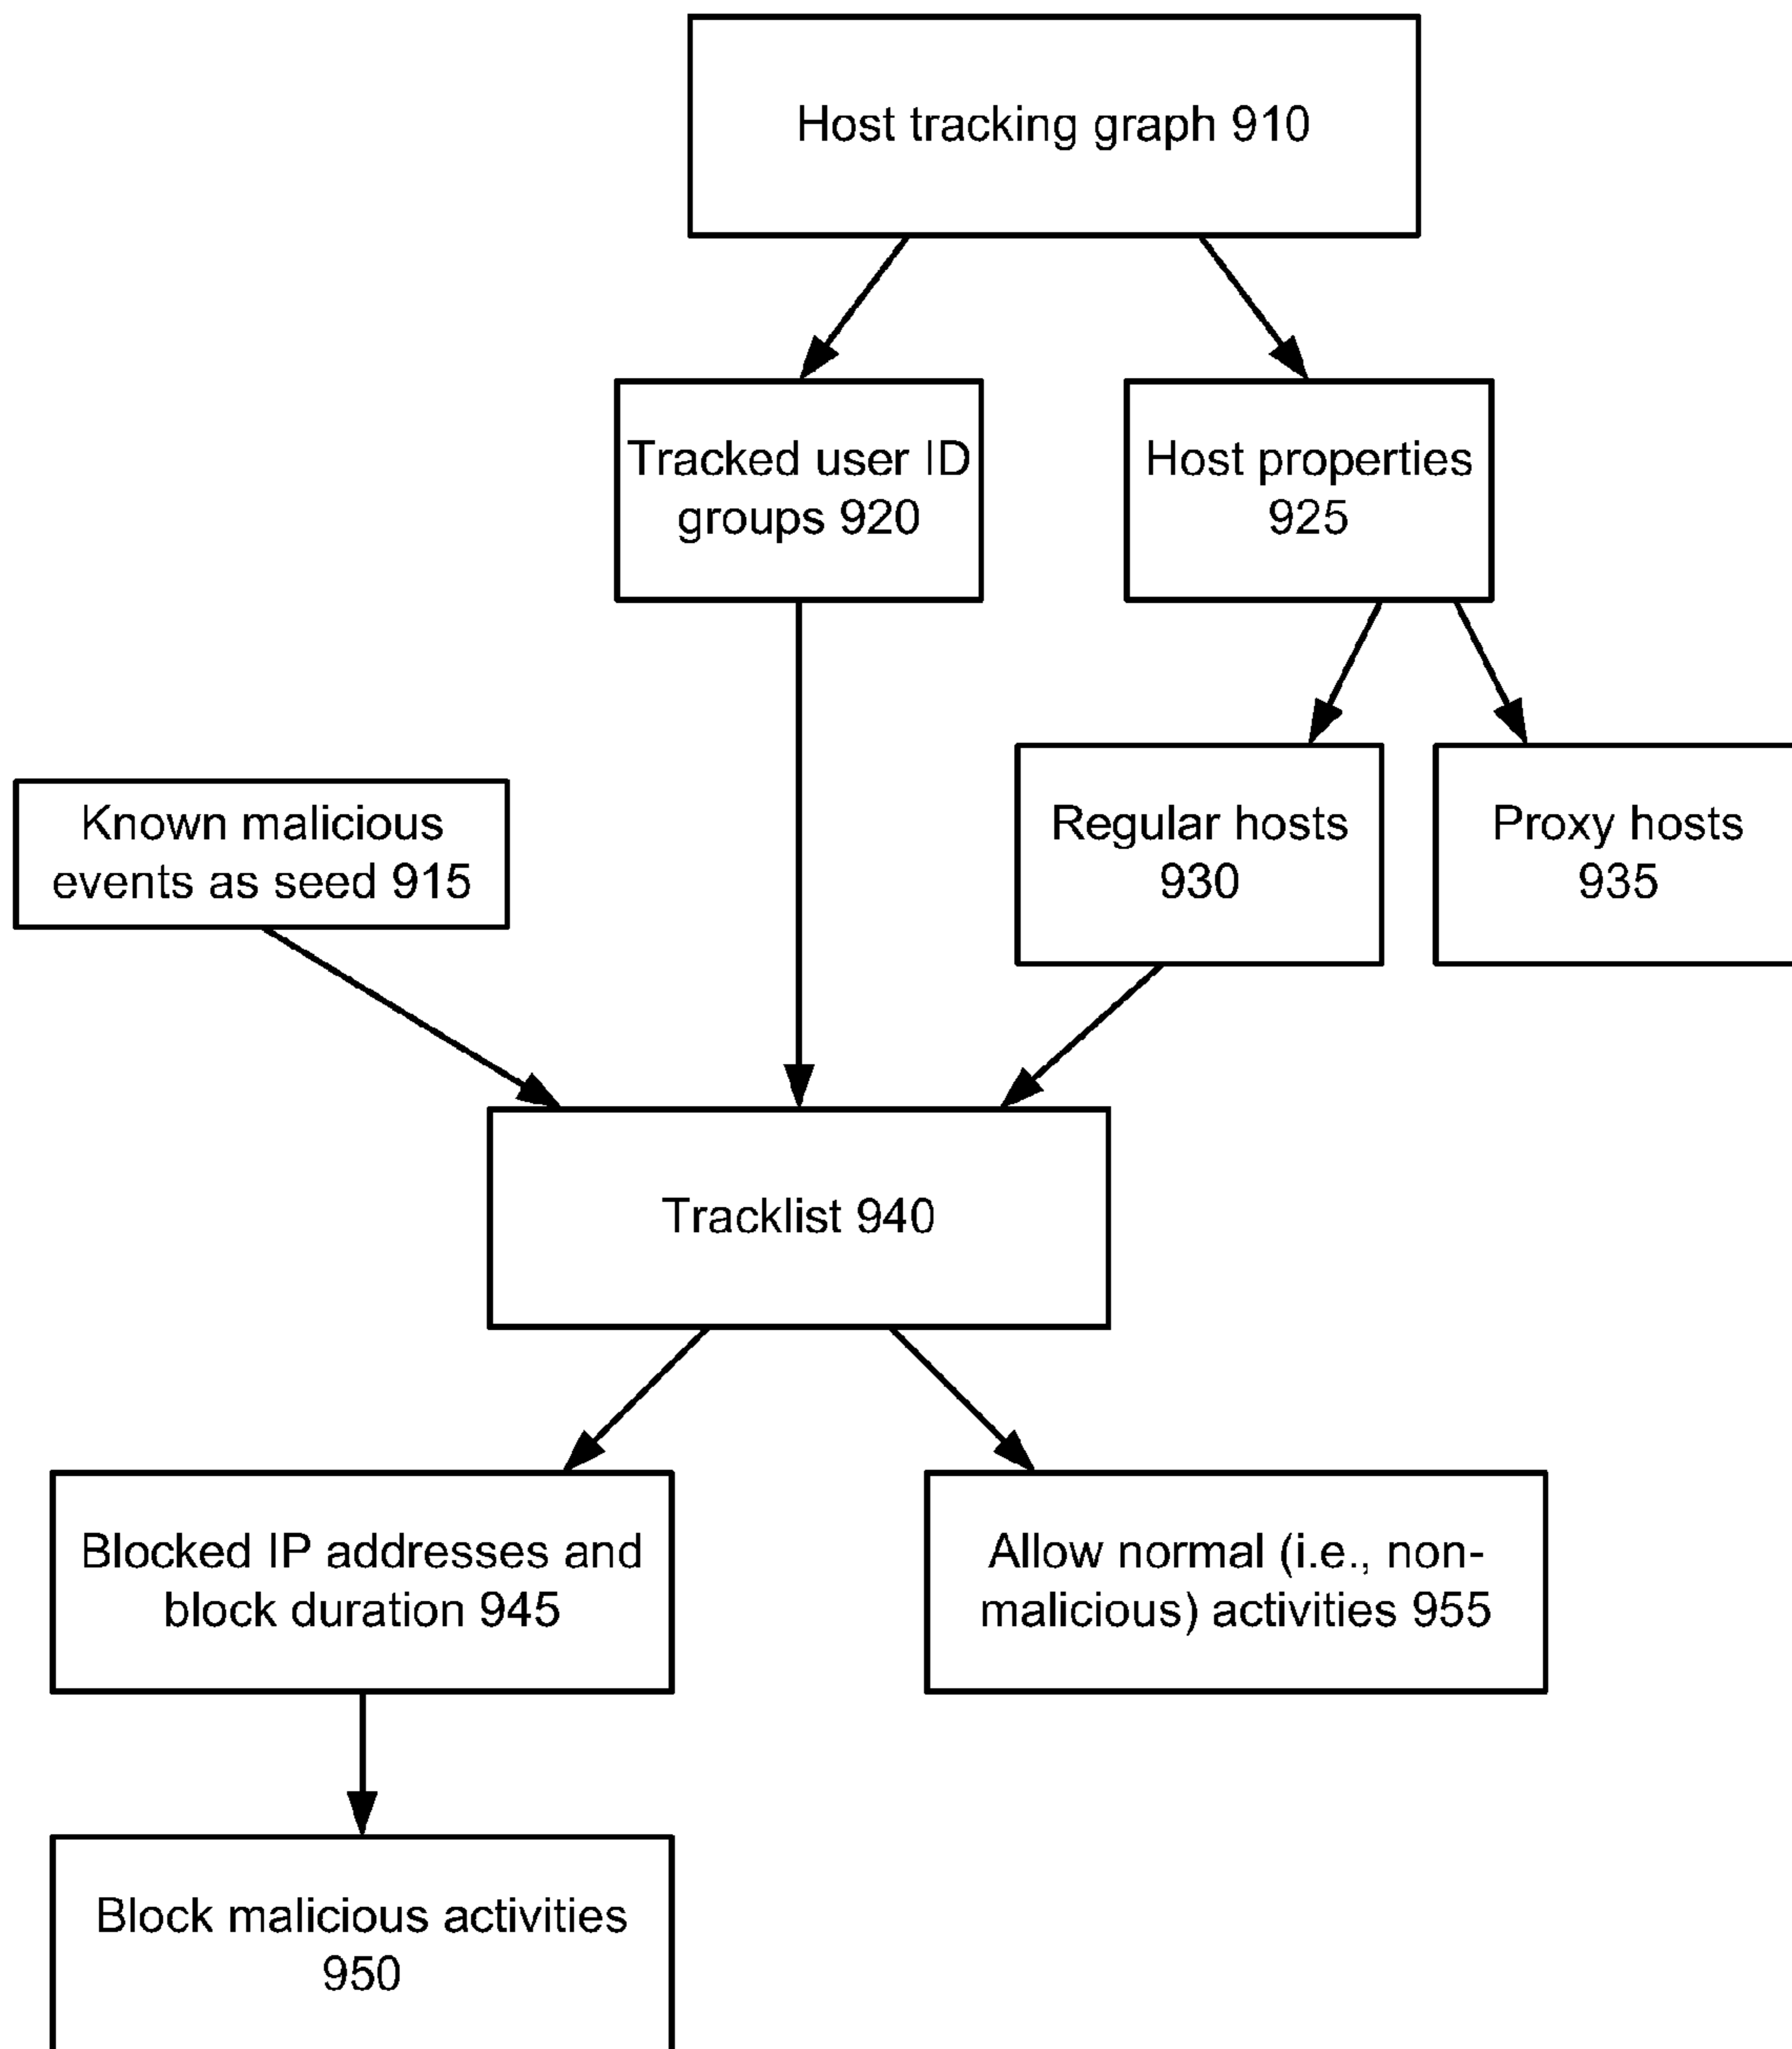 Host tracking graph 910
Tracked user ID
groups 920
Host properties
925
Known malicious
events as seed 915
Regular hosts
930
Proxy hosts
935
Tracklist 940
Blocked IP addresses and
block duration 945
Allow normal (i.e., non-
malicious) activities 955
Block malicious activities
950